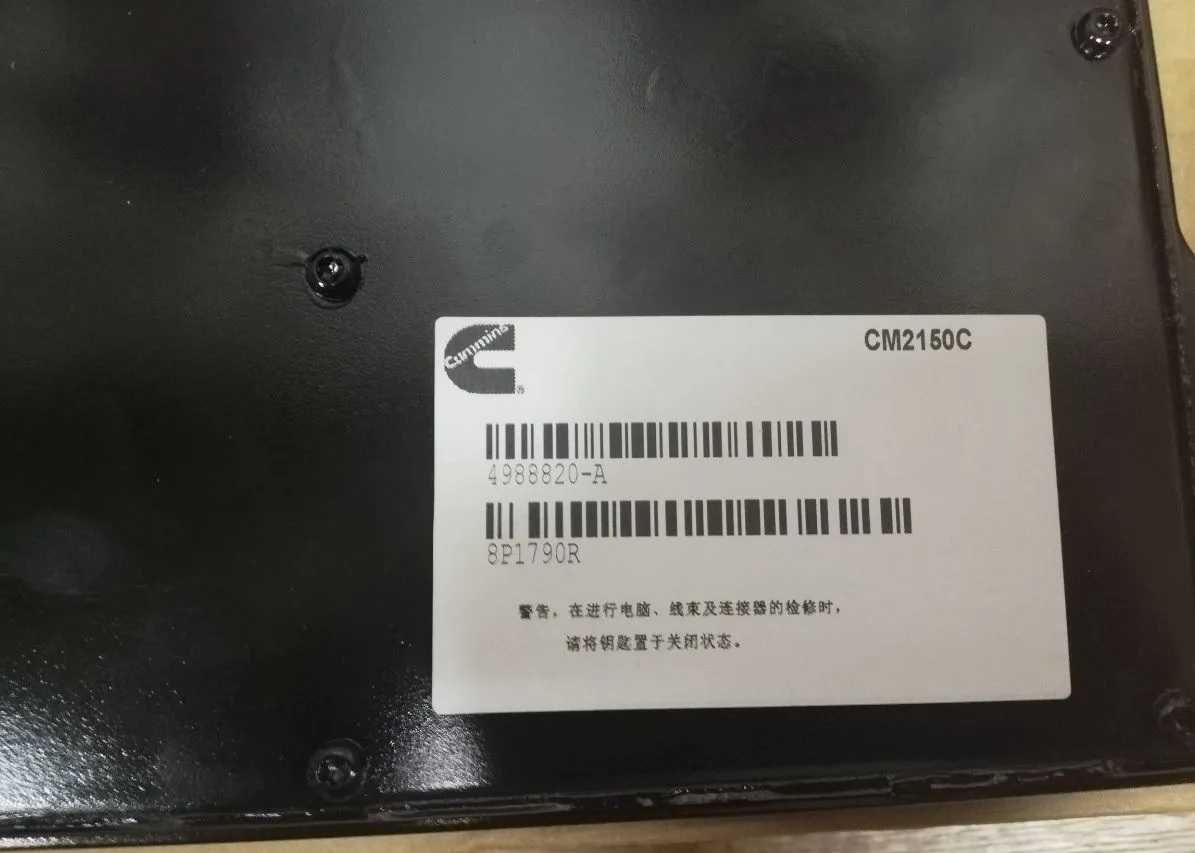 Cummins
®
CM2150C
4988820-A
8P1790R
警告，在进行电脑、线束及连接器的检修时，
请将钥匙置于关闭状态。